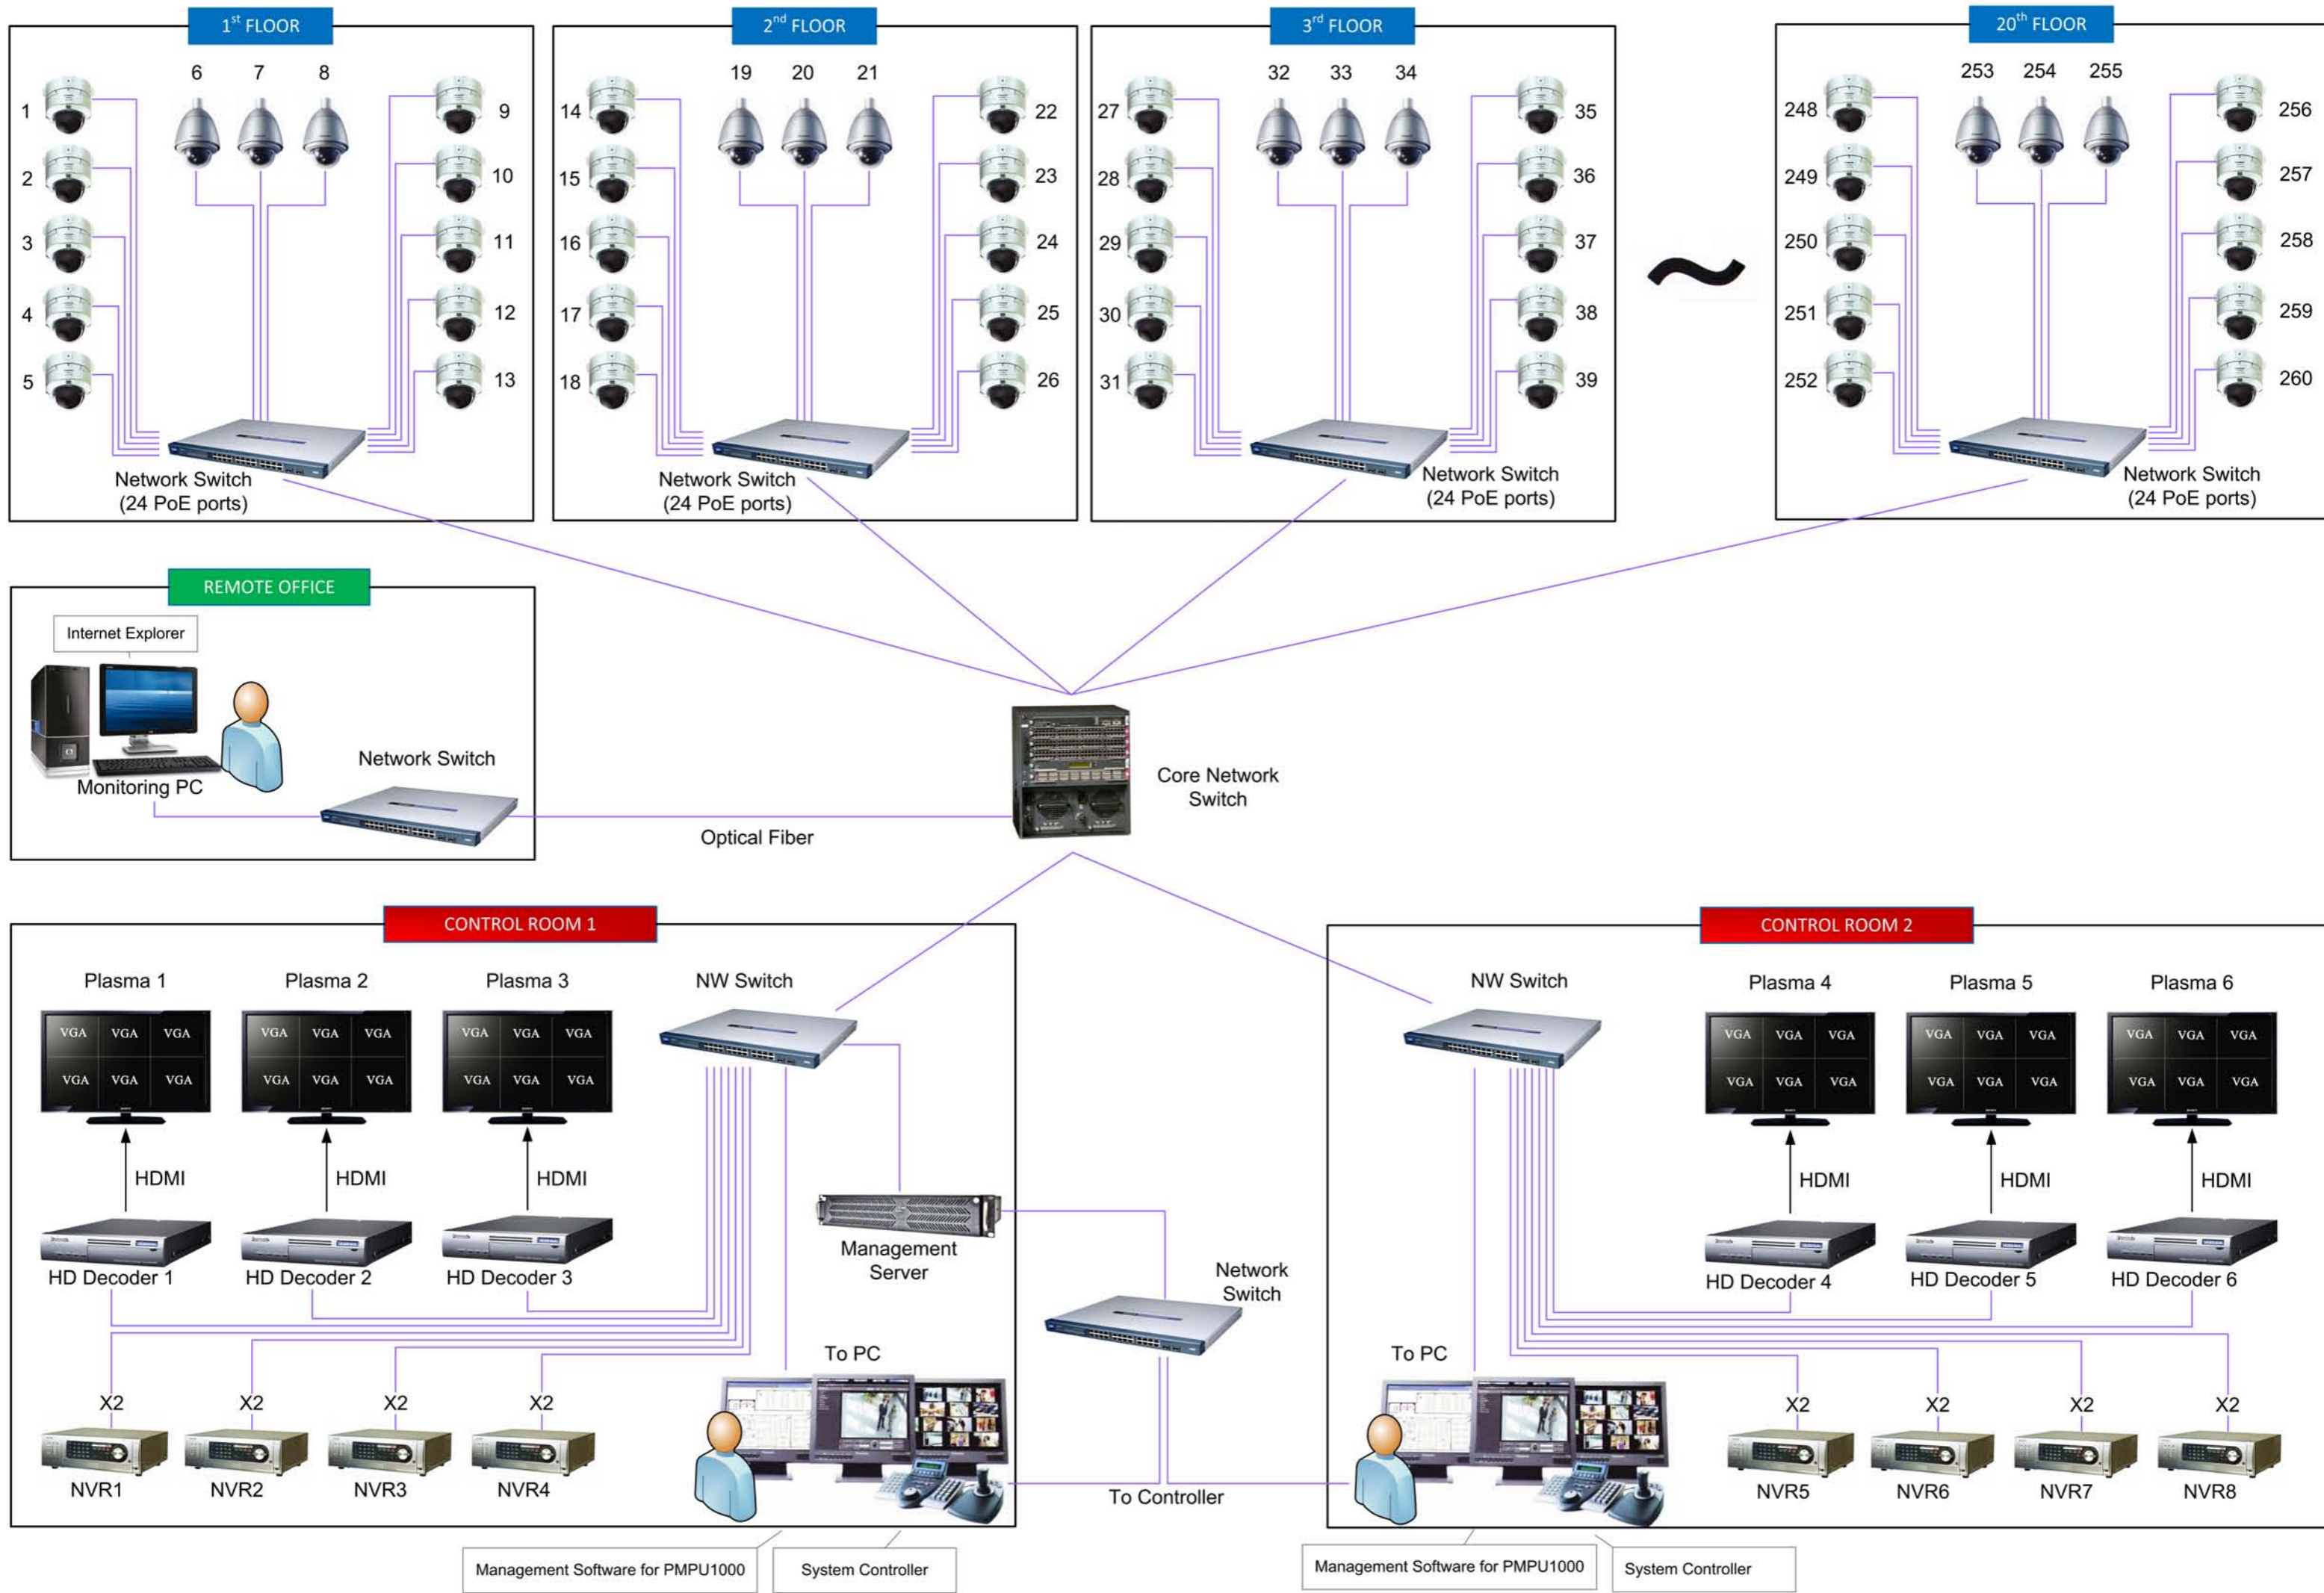 1st FLOOR
2nd FLOOR
3rd FLOOR
20th FLOOR
1
2
3
4
5
6 7 8
9
10
11
12
13
Network Switch
(24 PoE ports)
14
15
16
17
18
19 20 21
22
23
24
25
26
Network Switch
(24 PoE ports)
27
28
29
30
31
32 33 34
35
36
37
38
39
Network Switch
(24 PoE ports)
248
249
250
251
252
253 254 255
256
257
258
259
260
Network Switch
(24 PoE ports)
REMOTE OFFICE
Internet Explorer
Monitoring PC
Network Switch
Optical Fiber
Core Network
Switch
CONTROL ROOM 1
Plasma 1 Plasma 2 Plasma 3 NW Switch
VGA VGA VGA VGA VGA VGA VGA VGA VGA
VGA VGA VGA VGA VGA VGA VGA VGA VGA
HDMI HDMI HDMI
HD Decoder 1 HD Decoder 2 HD Decoder 3
Management
Server
To PC
X2 X2 X2 X2
NVR1 NVR2 NVR3 NVR4
Management Software for PMPU1000
System Controller
Network
Switch
To Controller
CONTROL ROOM 2
NW Switch Plasma 4 Plasma 5 Plasma 6
VGA VGA VGA VGA VGA VGA VGA VGA VGA
VGA VGA VGA VGA VGA VGA VGA VGA VGA
HDMI HDMI HDMI
HD Decoder 4 HD Decoder 5 HD Decoder 6
To PC
X2 X2 X2 X2
NVR5 NVR6 NVR7 NVR8
Management Software for PMPU1000
System Controller